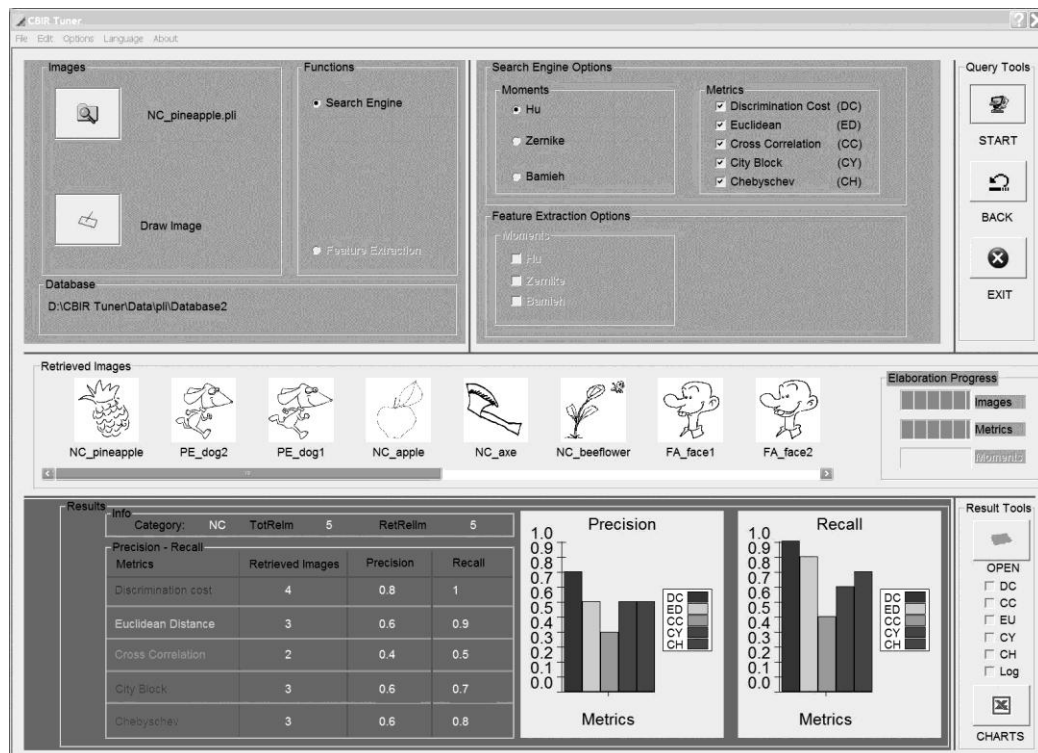 CBIR Tuner
File Edit Options Language About
Images
NC_pineapple.pli
Draw Image
Functions
Search Engine
Feature Extraction
Database
D:\CBIR Tuner\Data\pli\Database2
Search Engine Options
Moments
Hu
Zernike
Bamieh
Metrics
Discrimination Cost (DC)
Euclidean (ED)
Cross Correlation (CC)
City Block (CY)
Chebyschev (CH)
Feature Extraction Options
Moments
Hu
Zernike
Bamieh
Query Tools
START
BACK
EXIT
Retrieved Images
NC_pineapple PE_dog2 PE_dog1 NC_apple NC_axe NC_beeflower FA_face1 FA_face2
Elaboration Progress
Images
Metrics
Moments
Results
Info
Category: NC TotRelm 5 RetRelIm 5
Precision - Recall
Metrics Retrieved Images Precision Recall
Discrimination cost 4 0.8 1
Euclidean Distance 3 0.6 0.9
Cross Correlation 2 0.4 0.5
City Block 3 0.6 0.7
Chebyschev 3 0.6 0.8
Precision
1.0
0.9
0.8
0.7
0.6
0.5
0.4
0.3
0.2
0.1
0.0
DC
ED
CC
CY
CH
Metrics
Recall
1.0
0.9
0.8
0.7
0.6
0.5
0.4
0.3
0.2
0.1
0.0
DC
ED
CC
CY
CH
Metrics
Result Tools
OPEN
DC
CC
EU
CY
CH
Log
CHARTS